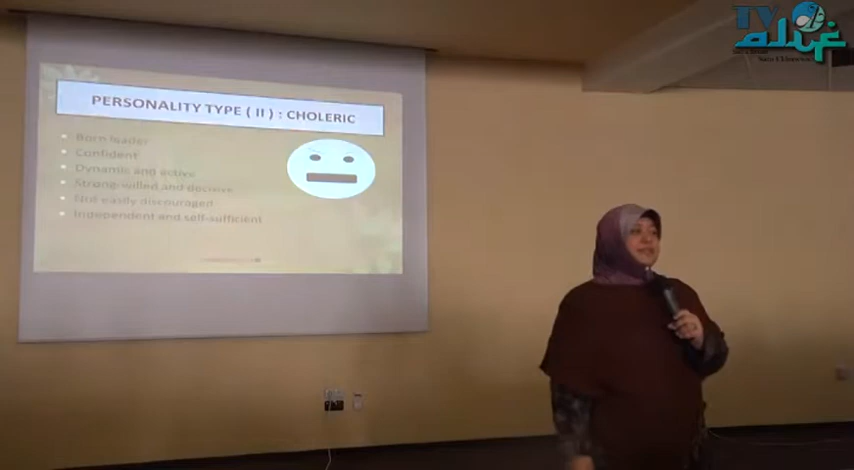 TV
PERSONALITY TYPE ( II ) : CHOLERIC
Born leader
Confident
Dynamic and active
Strong-willed and decisive
Not easily discouraged
Independent and self-sufficient